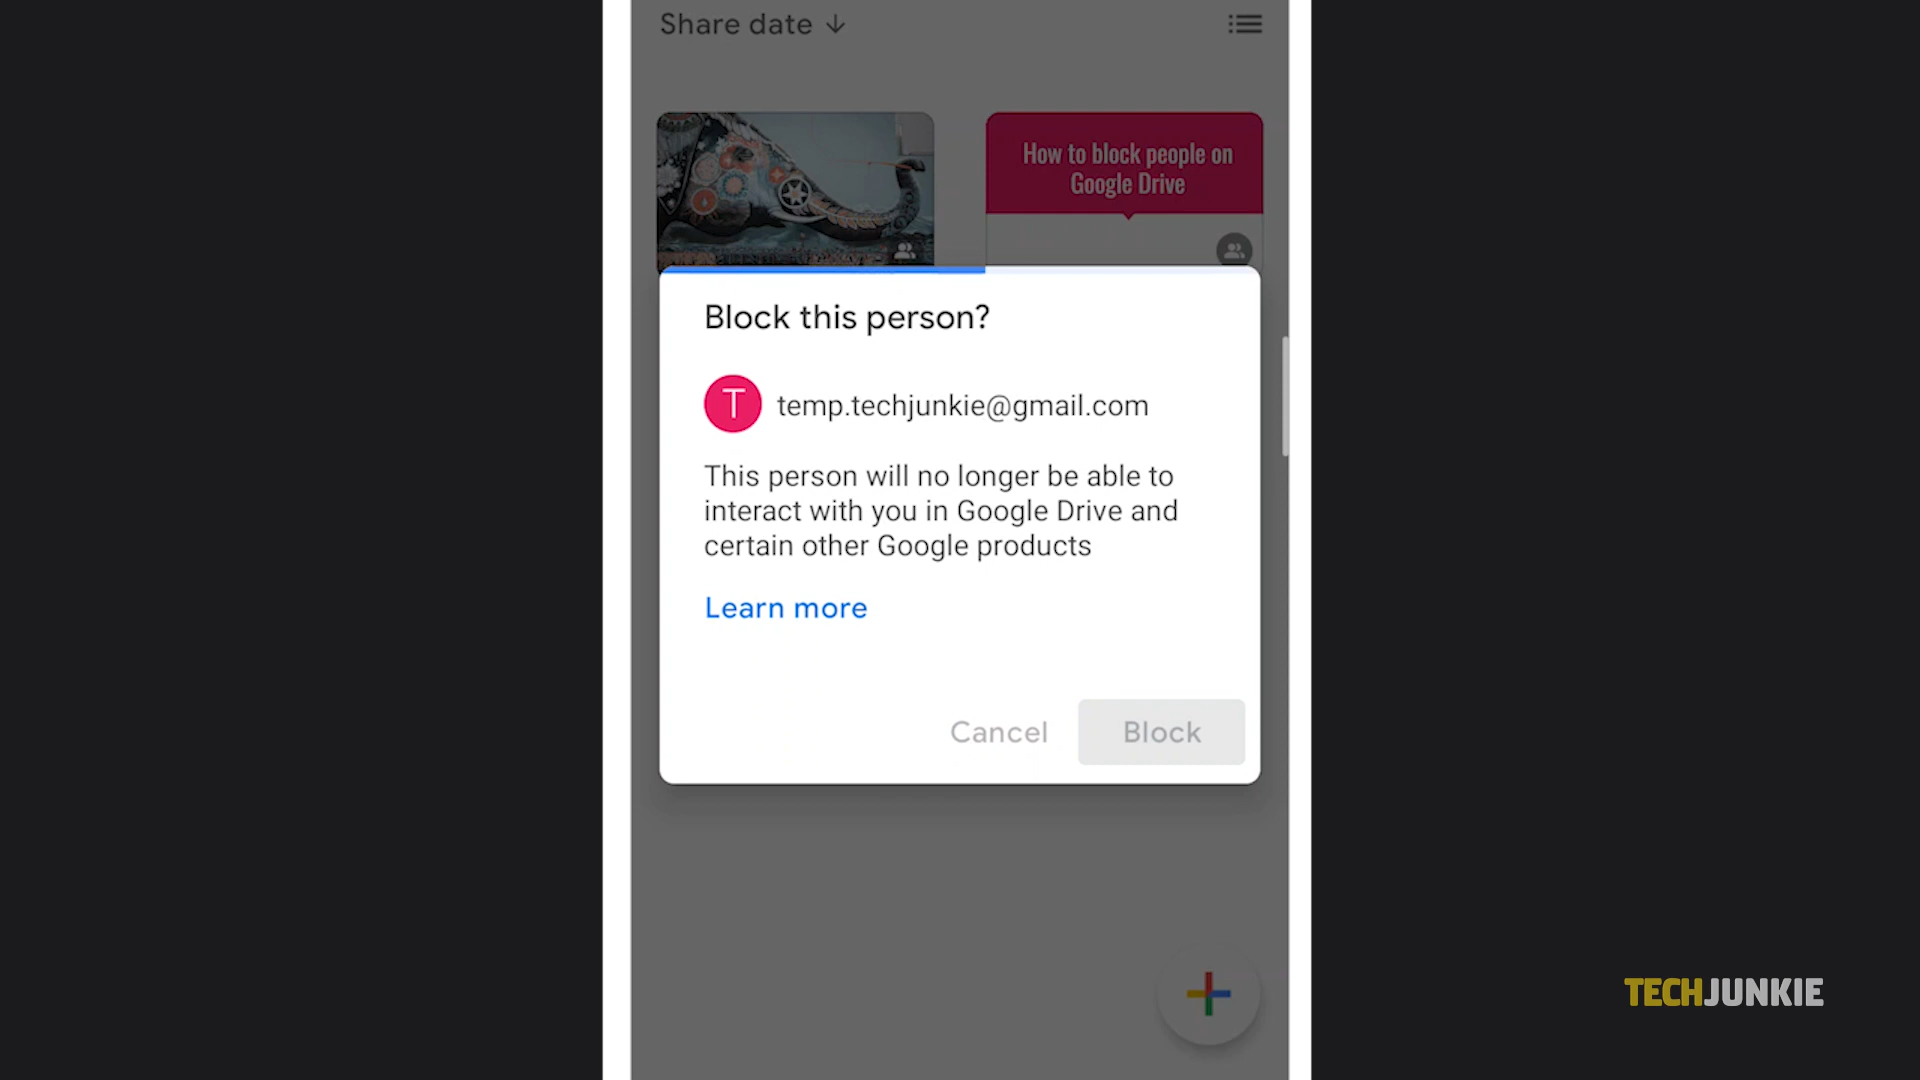 Share date
How to block people on
Google Drive
Block this person?
T temp.techjunkie@gmail.com
This person will no longer be able to
interact with you in Google Drive and
certain other Google products
Learn more
Cancel Block
TECHJUNKIE